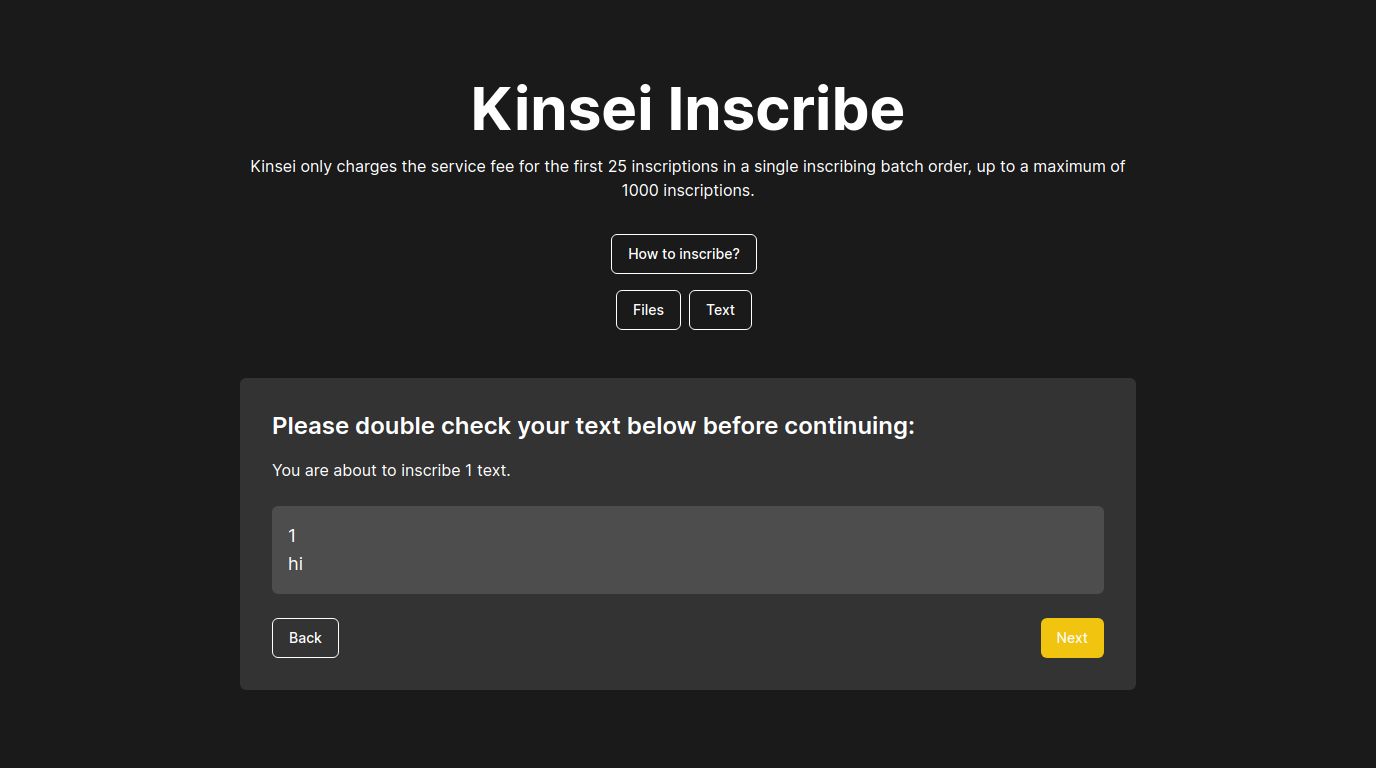 Kinsei Inscribe
Kinsei only charges the service fee for the first 25 inscriptions in a single inscribing batch order, up to a maximum of
1000 inscriptions.
How to inscribe?
Files Text
Please double check your text below before continuing:
You are about to inscribe 1 text.
1
hi
Back Next